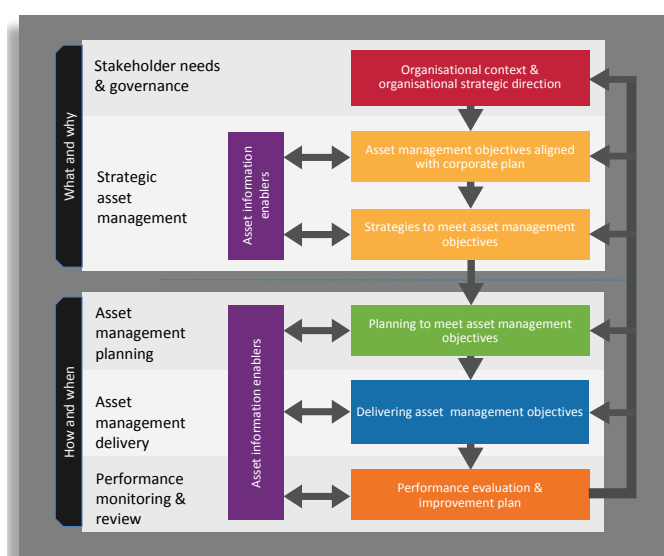 What and why
Stakeholder needs
& governance
Organisational context &
organisational strategic direction
Strategic
asset
management
Asset information
enablers
Asset management objectives aligned
with corporate plan
Strategies to meet asset management
objectives
How and when
Asset
management
planning
Asset information enablers
Planning to meet asset management
objectives
Asset
management
delivery
Delivering asset management objectives
Performance
monitoring &
review
Performance evaluation &
improvement plan